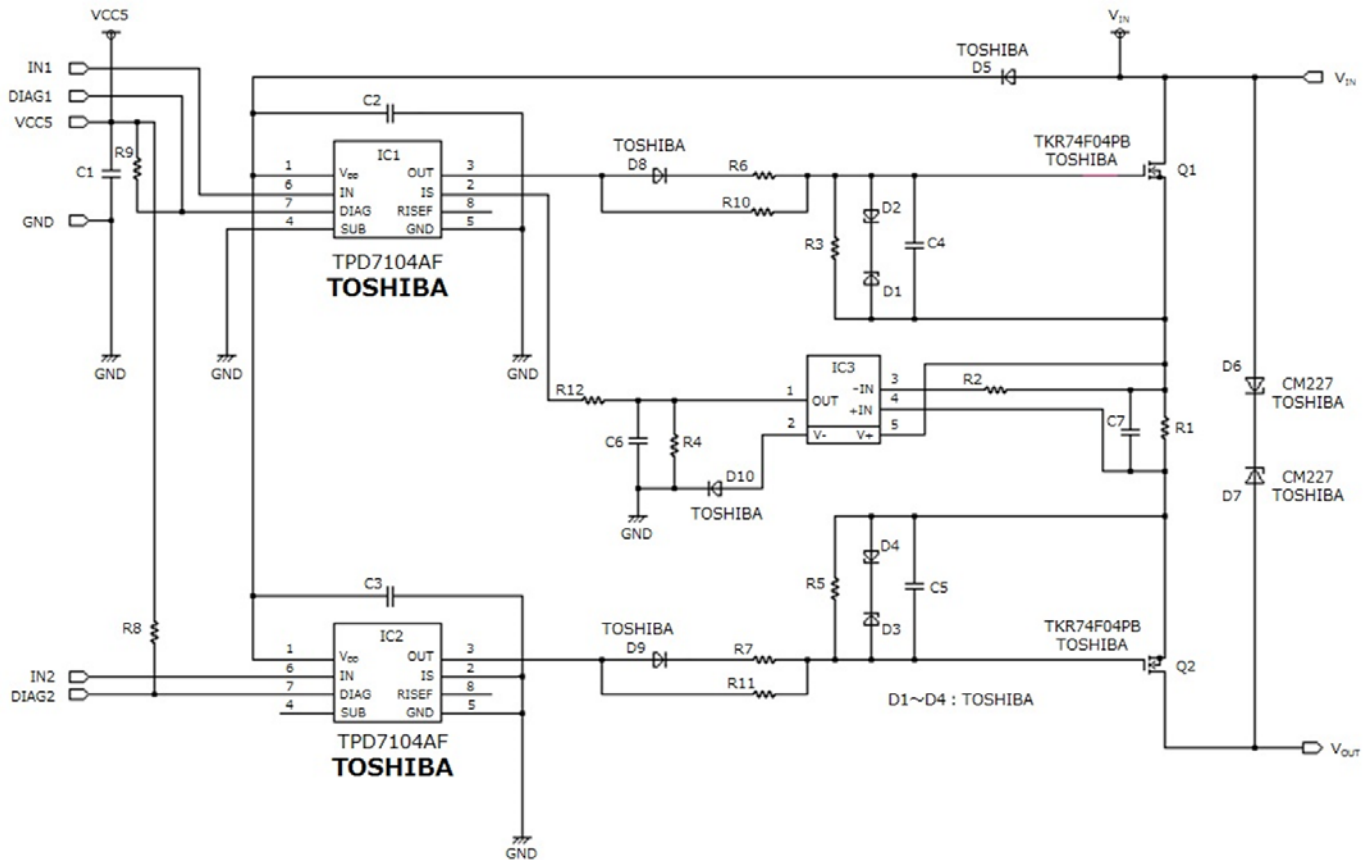 VCC5
V_IN
IN1
TOSHIBA
D5
V_IN
DIAG1
C2
VCC5
R9
C1
IC1
TOSHIBA
D8
R6
TKR74F04PB
TOSHIBA
Q1
1 V_DD OUT 3
6 IN IS 2
7 DIAG RISEF 8
4 SUB GND 5
R10
GND
R3
D2
C4
D1
TPD7104AF
TOSHIBA
GND
GND
GND
IC3
R12
1 OUT -IN 3
+IN 4
2 V- V+ 5
R2
C7
R1
D6
CM227
TOSHIBA
C6
R4
D10
TOSHIBA
GND
D7
CM227
TOSHIBA
C3
R5
D4
C5
D3
R8
IC2
TOSHIBA
D9
R7
TKR74F04PB
TOSHIBA
Q2
1 V_DD OUT 3
6 IN IS 2
7 DIAG RISEF 8
4 SUB GND 5
IN2
DIAG2
R11
D1～D4 : TOSHIBA
TPD7104AF
TOSHIBA
V_OUT
GND